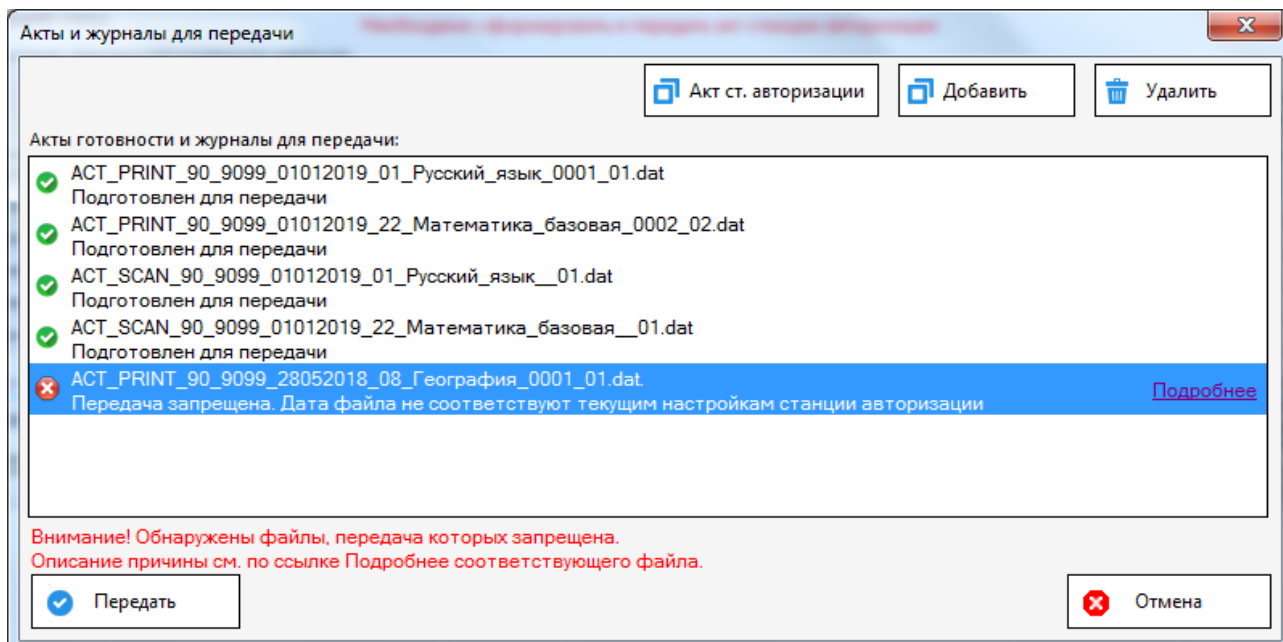 Акты и журналы для передачи
Акт ст. авторизации
Добавить
Удалить
Акты готовности и журналы для передачи:
ACT_PRINT_90_9099_01012019_01_Русский_язык_0001_01.dat
Подготовлен для передачи
ACT_PRINT_90_9099_01012019_22_Математика_базовая_0002_02.dat
Подготовлен для передачи
ACT_SCAN_90_9099_01012019_01_Русский_язык__01.dat
Подготовлен для передачи
ACT_SCAN_90_9099_01012019_22_Математика_базовая__01.dat
Подготовлен для передачи
ACT_PRINT_90_9099_28052018_08_География_0001_01.dat.
Передача запрещена. Дата файла не соответствуют текущим настройкам станции авторизации
Подробнее
Внимание! Обнаружены файлы, передача которых запрещена.
Описание причины см. по ссылке Подробнее соответствующего файла.
Передать
Отмена